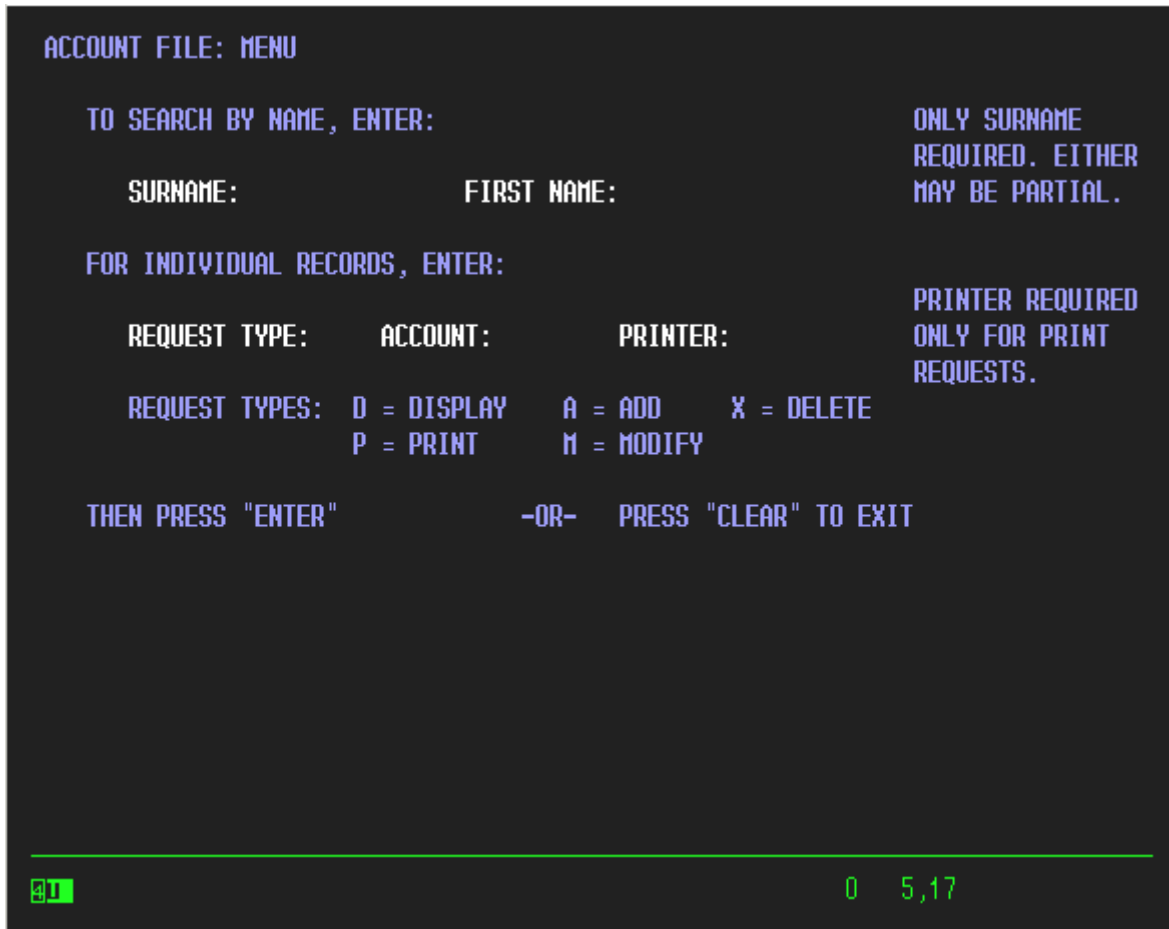 ACCOUNT FILE: MENU
TO SEARCH BY NAME, ENTER: ONLY SURNAME
REQUIRED. EITHER
SURNAME: FIRST NAME: MAY BE PARTIAL.
FOR INDIVIDUAL RECORDS, ENTER:
PRINTER REQUIRED
REQUEST TYPE: ACCOUNT: PRINTER: ONLY FOR PRINT
REQUESTS.
REQUEST TYPES: D = DISPLAY A = ADD X = DELETE
P = PRINT M = MODIFY
THEN PRESS "ENTER" -OR- PRESS "CLEAR" TO EXIT
4 0 5,17